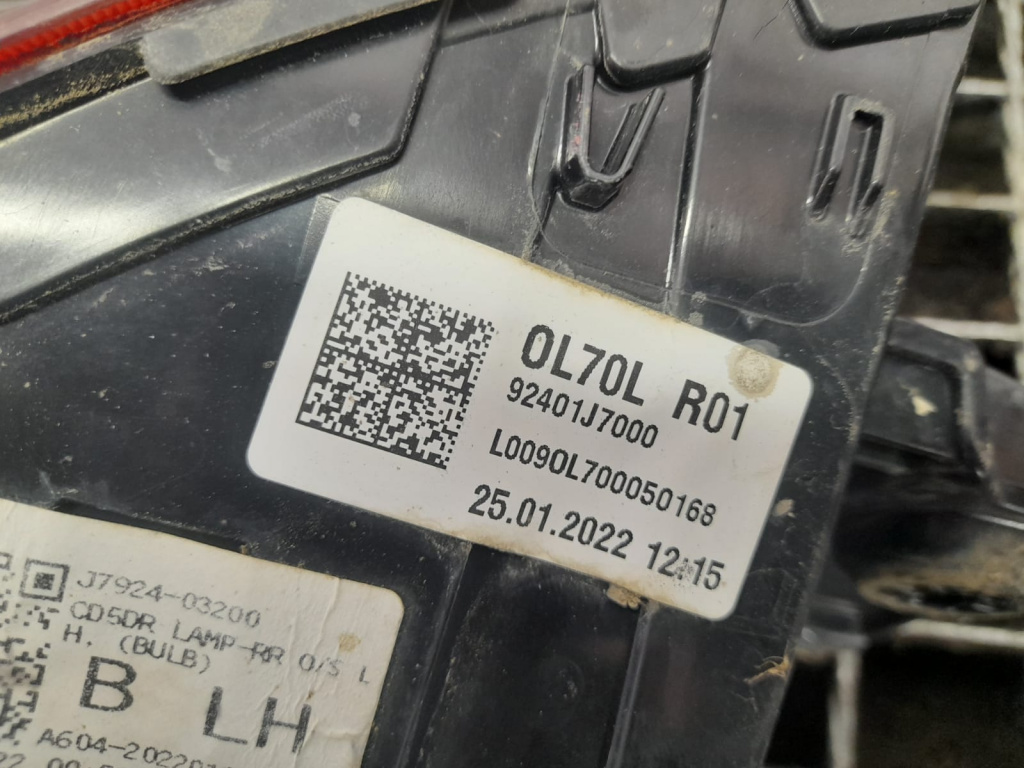 OL70L R01
92401J7000
L009OL700050168
25.01.2022 12:15
J7924-03200
CD5DR LAMP-RR O/S L
H. (BULB)
B LH